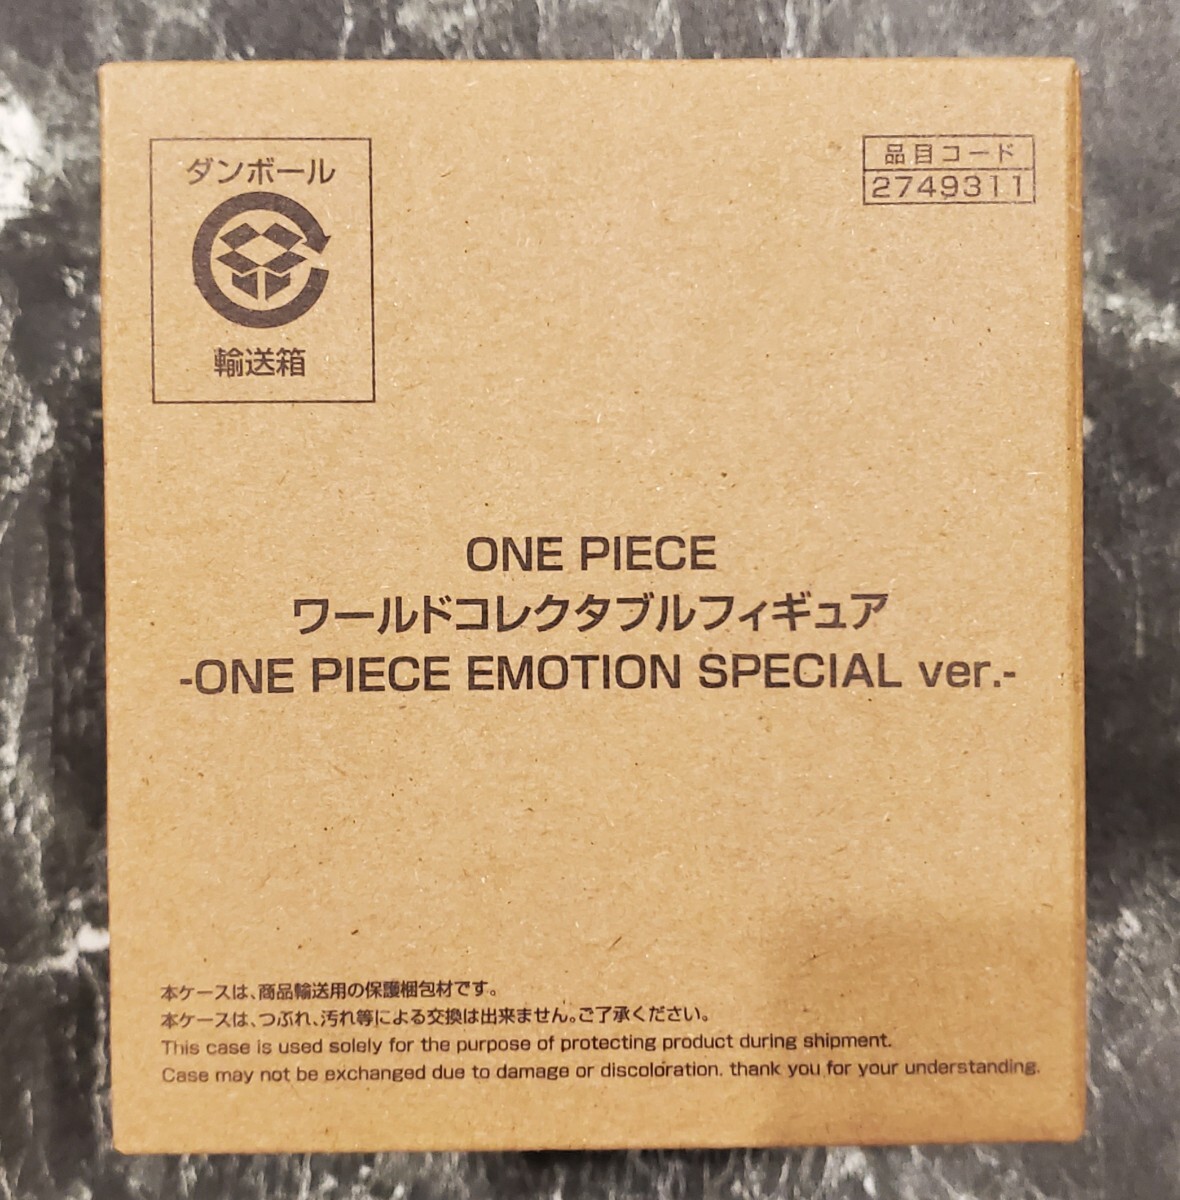 ダンボール
輸送箱
品目コード
2749311
ONE PIECE
ワールドコレクタブルフィギュア
-ONE PIECE EMOTION SPECIAL ver.-
本ケースは、商品輸送用の保護梱包材です。
本ケースは、つぶれ、汚れ等による交換は出来ません。ご了承ください。
This case is used solely for the purpose of protecting product during shipment.
Case may not be exchanged due to damage or discoloration. thank you for your understanding.